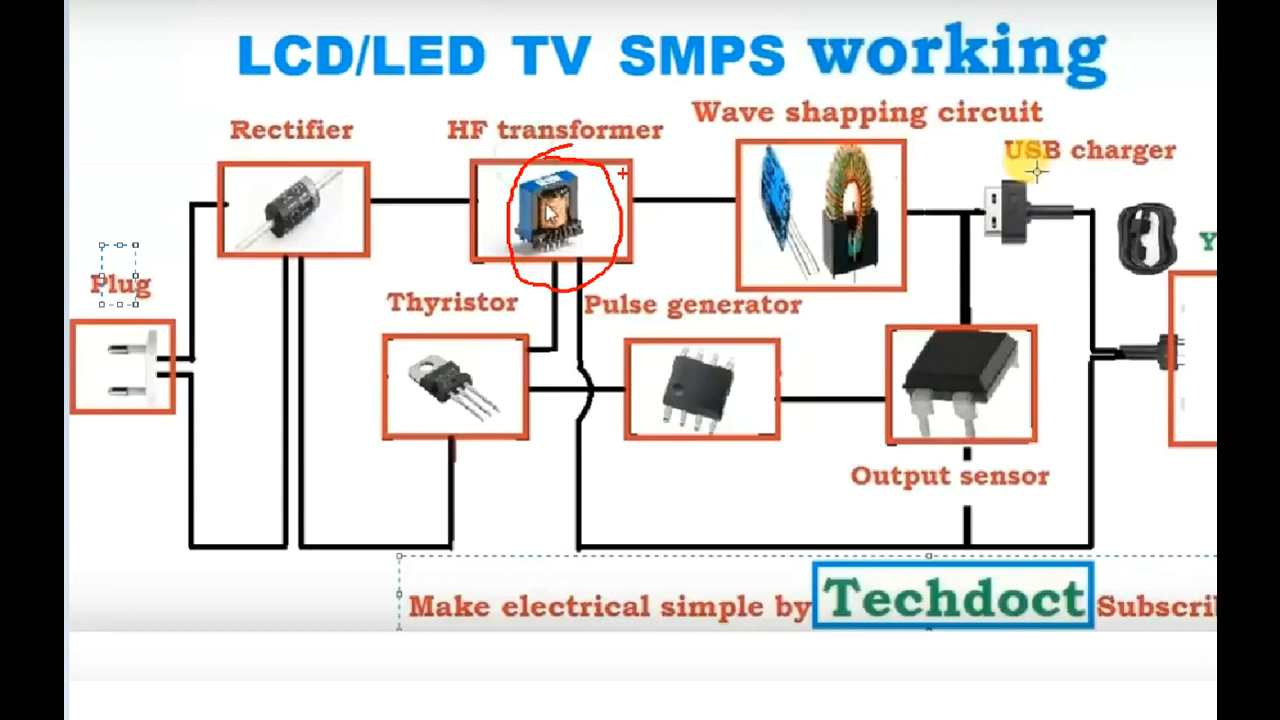 LCD/LED TV SMPS working
Wave shapping circuit
Rectifier
HF transformer
USB charger
Plug
Thyristor
Pulse generator
Output sensor
Make electrical simple by Techdoct